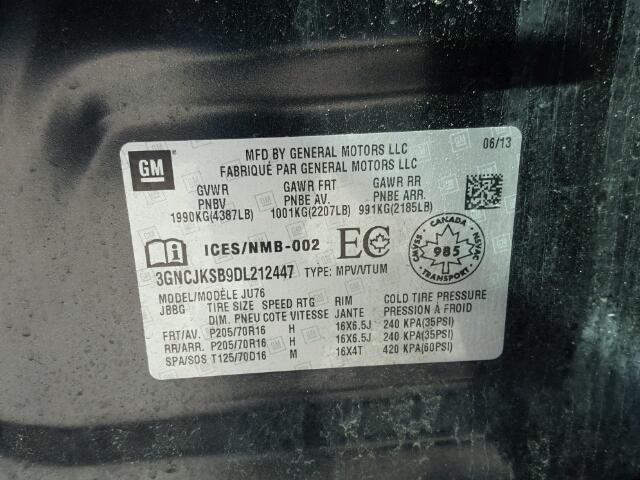 GM
MFD BY GENERAL MOTORS LLC 06/13
FABRIQUÉ PAR GENERAL MOTORS LLC
GVWR GAWR FRT GAWR RR
PNBV PNBE AV. PNBE ARR.
1990KG(4387LB) 1001KG(2207LB) 991KG(2185LB)
ICES/NMB-002 EC
CANADA CMVSS 985 NSVAC TRANSPORT
3GNCJKSB9DL212447 TYPE: MPV/VTUM
MODEL/MODÈLE JU76
JBBG TIRE SIZE SPEED RTG RIM COLD TIRE PRESSURE
DIM. PNEU COTE VITESSE JANTE PRESSION À FROID
FRT/AV. P205/70R16 H 16X6.5J 240 KPA(35PSI)
RR/ARR. P205/70R16 H 16X6.5J 240 KPA(35PSI)
SPA/SOS T125/70D16 M 16X4T 420 KPA(60PSI)